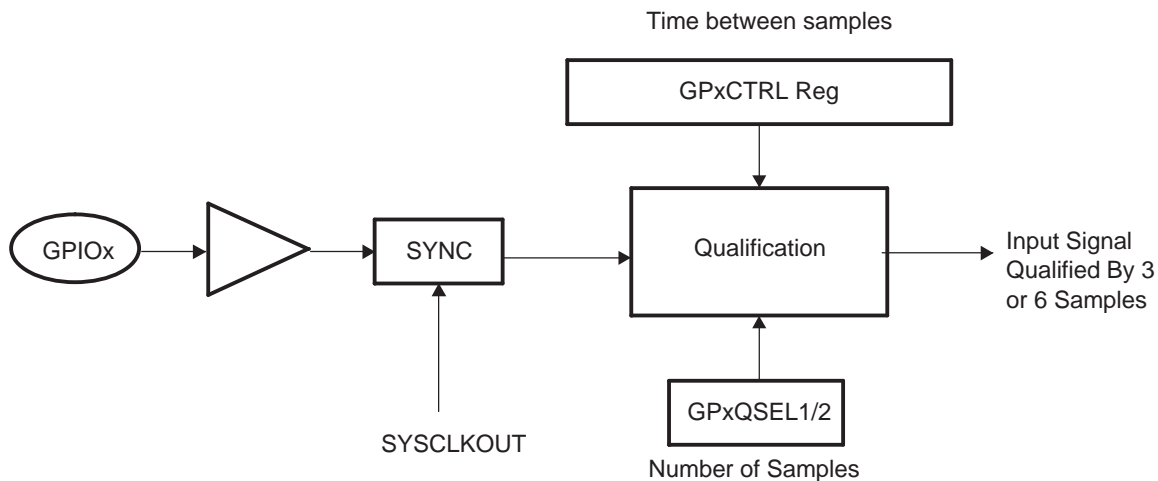 Time between samples
GPxCTRL Reg
GPIOx
SYNC
Qualification
Input Signal
Qualified By 3
or 6 Samples
GPxQSEL1/2
SYSCLKOUT
Number of Samples